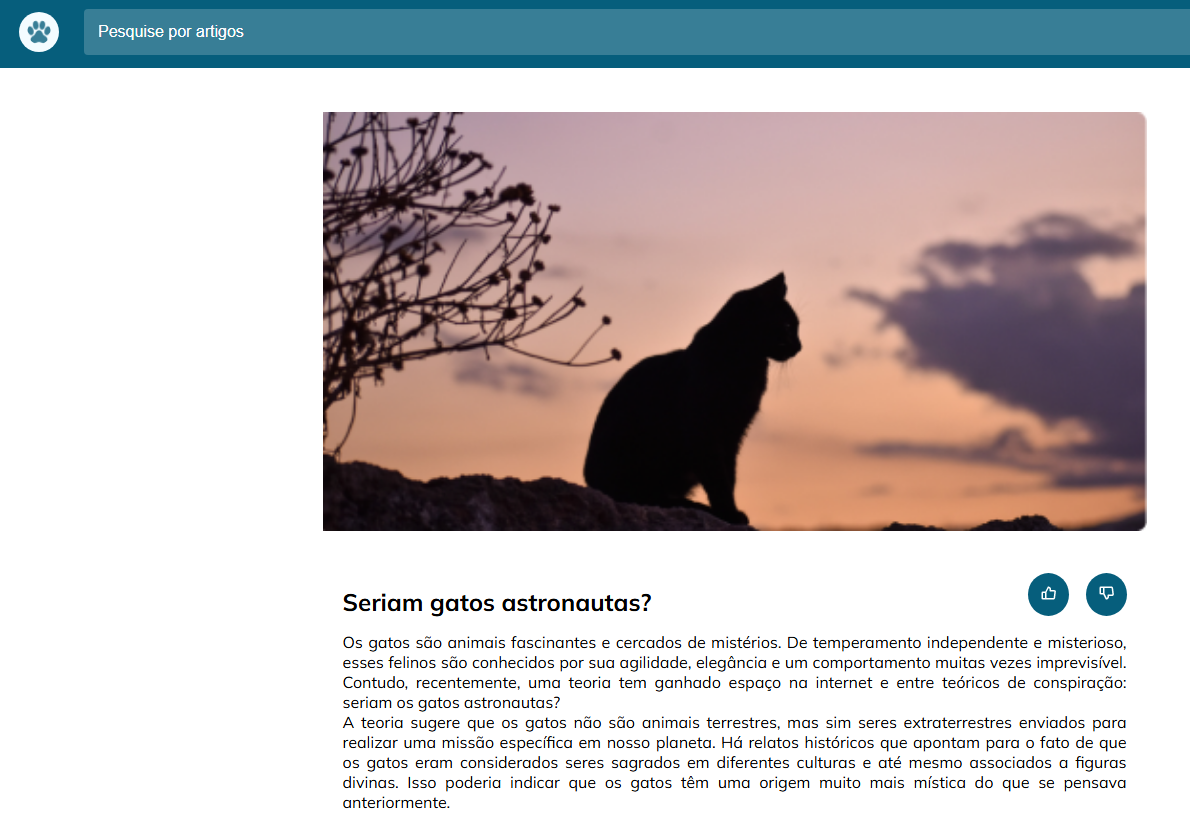 Pesquise por artigos
Seriam gatos astronautas?
Os gatos são animais fascinantes e cercados de mistérios. De temperamento independente e misterioso,
esses felinos são conhecidos por sua agilidade, elegância e um comportamento muitas vezes imprevisível.
Contudo, recentemente, uma teoria tem ganhado espaço na internet e entre teóricos de conspiração:
seriam os gatos astronautas?
A teoria sugere que os gatos não são animais terrestres, mas sim seres extraterrestres enviados para
realizar uma missão específica em nosso planeta. Há relatos históricos que apontam para o fato de que
os gatos eram considerados seres sagrados em diferentes culturas e até mesmo associados a figuras
divinas. Isso poderia indicar que os gatos têm uma origem muito mais mística do que se pensava
anteriormente.